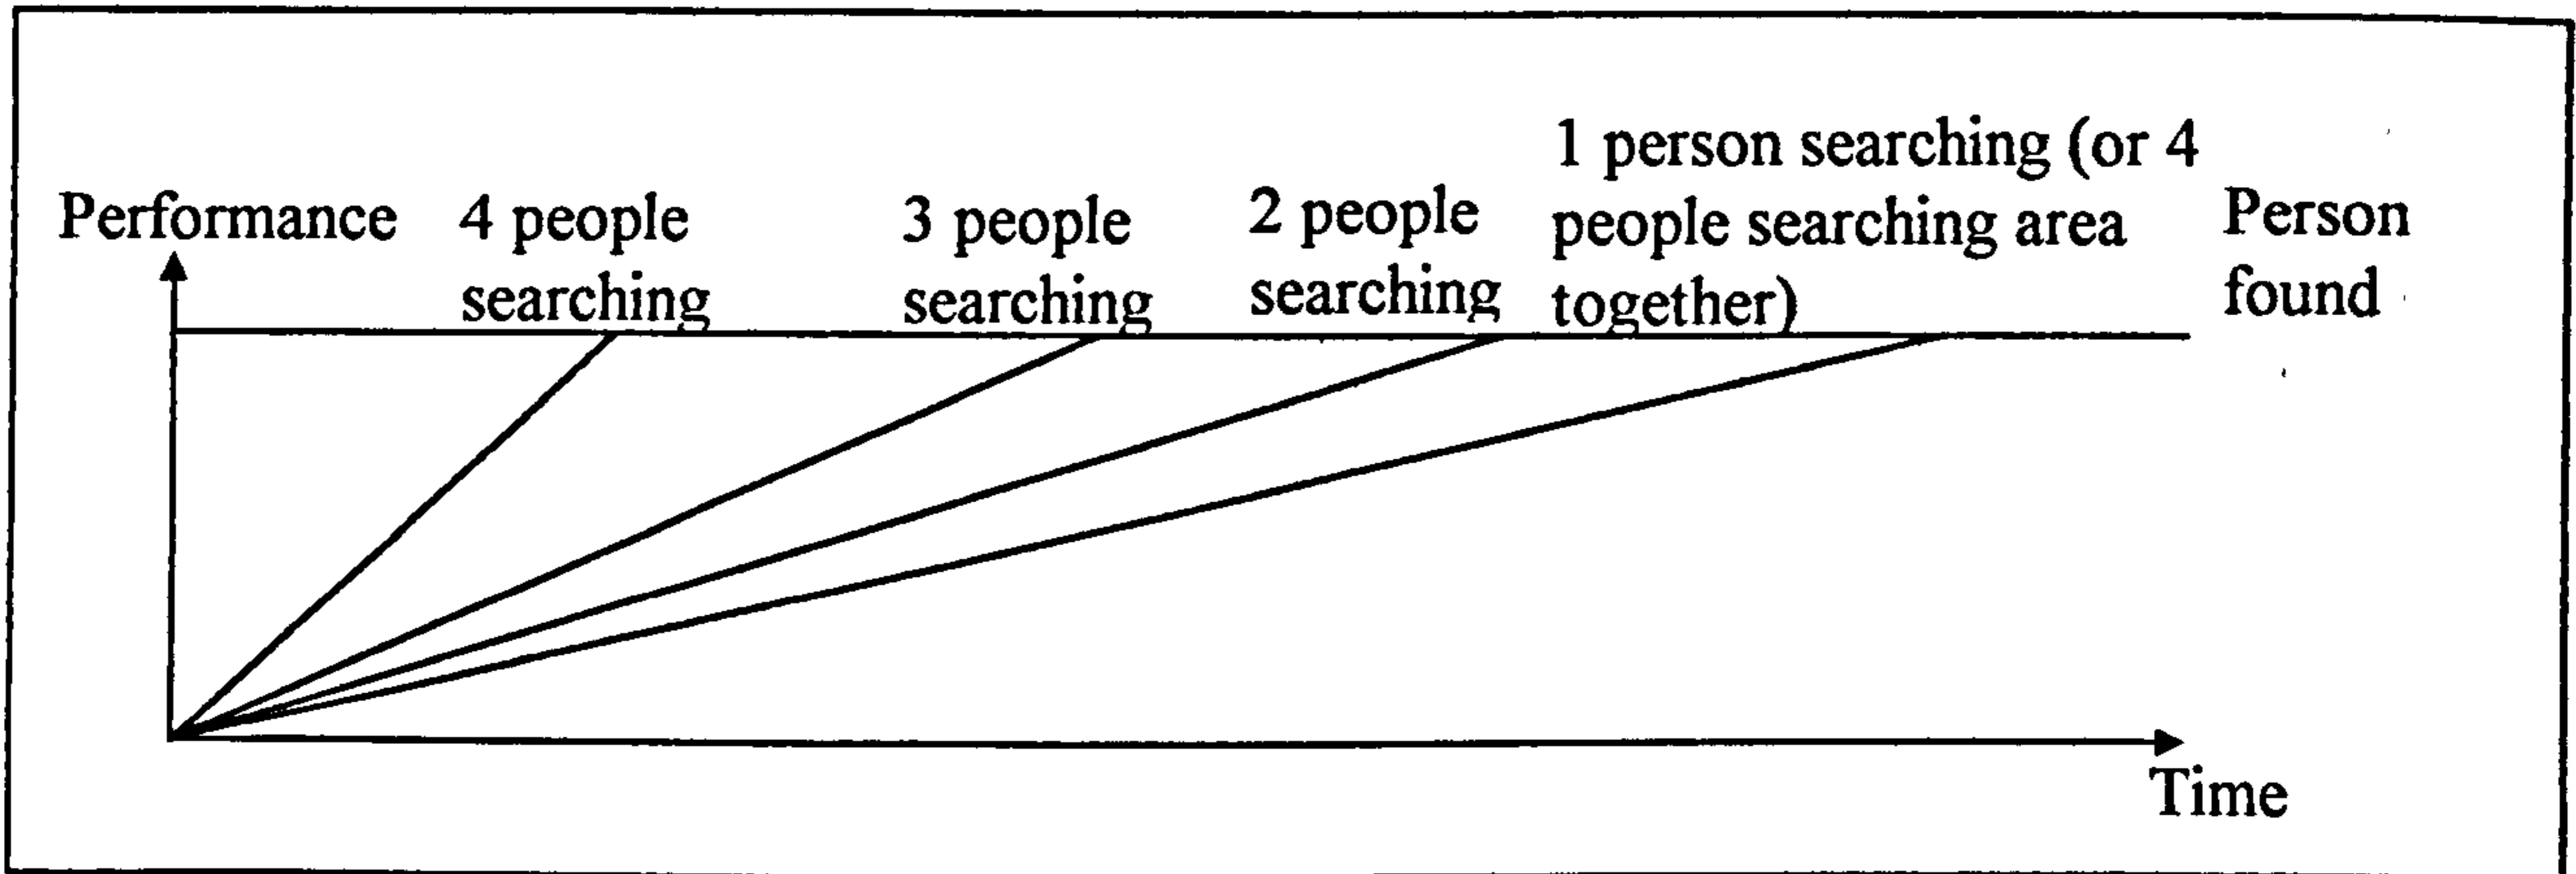 Performance
4 people
searching
3 people
searching
2 people
searching
1 person searching (or 4
people searching area
together)
Person
found
Time